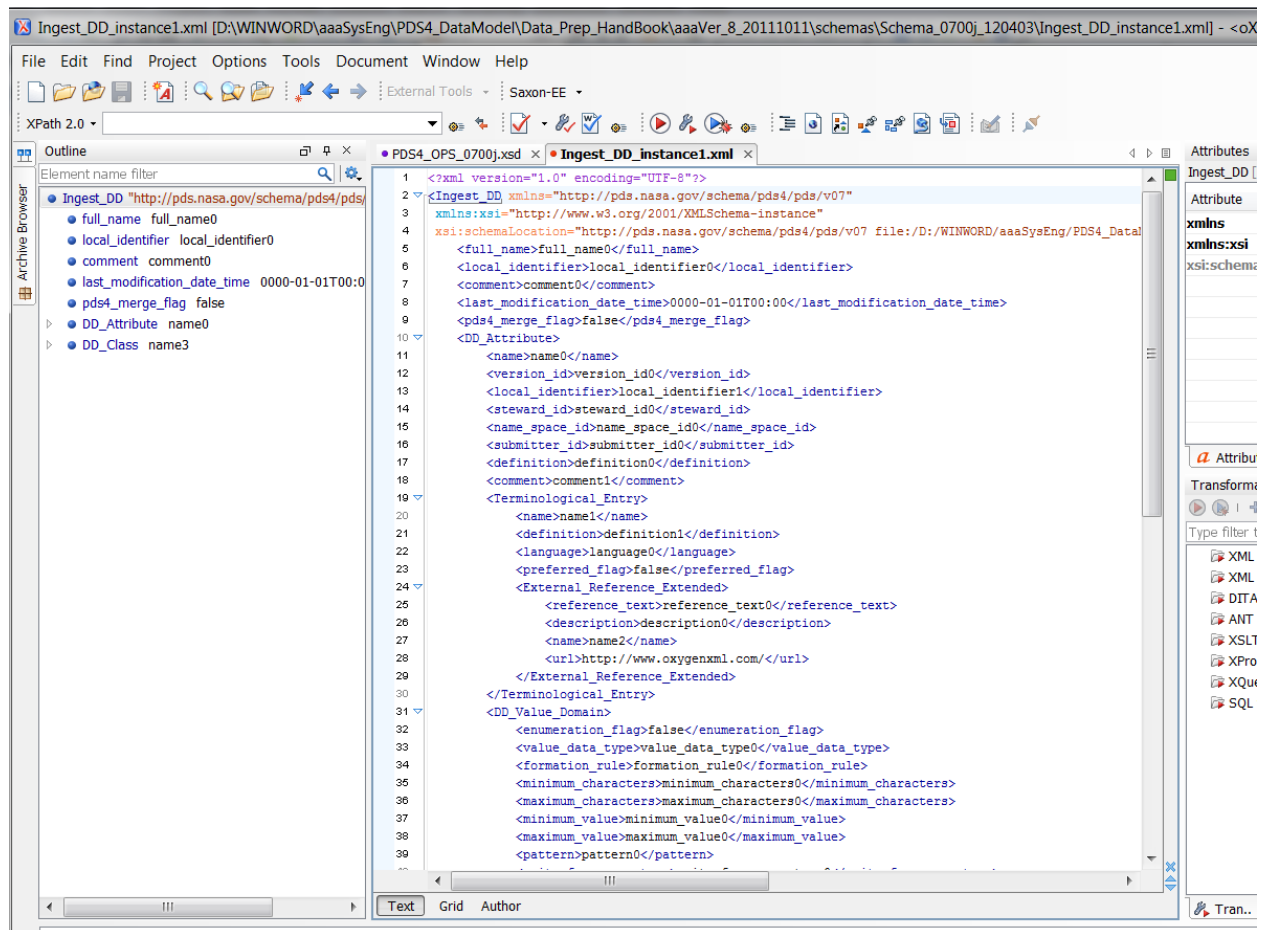 Ingest_DD_instance1.xml [D:\WINWORD\aaaSysEng\PDS4_DataModel\Data_Prep_HandBook\aaaVer_8_20111011\schemas\Schema_0700j_120403\Ingest_DD_instance1.xml] - <oX
File Edit Find Project Options Tools Document Window Help
External Tools Saxon-EE
XPath 2.0
Outline
Element name filter
Archive Browser
Ingest_DD "http://pds.nasa.gov/schema/pds4/pds/
full_name full_name0
local_identifier local_identifier0
comment comment0
last_modification_date_time 0000-01-01T00:0
pds4_merge_flag false
DD_Attribute name0
DD_Class name3
PDS4_OPS_0700j.xsd Ingest_DD_instance1.xml
1 <?xml version="1.0" encoding="UTF-8"?>
2 <Ingest_DD xmlns="http://pds.nasa.gov/schema/pds4/pds/v07"
3 xmlns:xsi="http://www.w3.org/2001/XMLSchema-instance"
4 xsi:schemaLocation="http://pds.nasa.gov/schema/pds4/pds/v07 file:/D:/WINWORD/aaaSysEng/PDS4_DataM
5 <full_name>full_name0</full_name>
6 <local_identifier>local_identifier0</local_identifier>
7 <comment>comment0</comment>
8 <last_modification_date_time>0000-01-01T00:00</last_modification_date_time>
9 <pds4_merge_flag>false</pds4_merge_flag>
10 <DD_Attribute>
11 <name>name0</name>
12 <version_id>version_id0</version_id>
13 <local_identifier>local_identifier1</local_identifier>
14 <steward_id>steward_id0</steward_id>
15 <name_space_id>name_space_id0</name_space_id>
16 <submitter_id>submitter_id0</submitter_id>
17 <definition>definition0</definition>
18 <comment>comment1</comment>
19 <Terminological_Entry>
20 <name>name1</name>
21 <definition>definition1</definition>
22 <language>language0</language>
23 <preferred_flag>false</preferred_flag>
24 <External_Reference_Extended>
25 <reference_text>reference_text0</reference_text>
26 <description>description0</description>
27 <name>name2</name>
28 <url>http://www.oxygenxml.com/</url>
29 </External_Reference_Extended>
30 </Terminological_Entry>
31 <DD_Value_Domain>
32 <enumeration_flag>false</enumeration_flag>
33 <value_data_type>value_data_type0</value_data_type>
34 <formation_rule>formation_rule0</formation_rule>
35 <minimum_characters>minimum_characters0</minimum_characters>
36 <maximum_characters>maximum_characters0</maximum_characters>
37 <minimum_value>minimum_value0</minimum_value>
38 <maximum_value>maximum_value0</maximum_value>
39 <pattern>pattern0</pattern>
Text Grid Author
Attributes
Ingest_DD
Attribute
xmlns
xmlns:xsi
xsi:schema
Attribu
Transforma
Type filter t
XML
XML
DITA
ANT
XSLT
XPro
XQue
SQL
Tran..